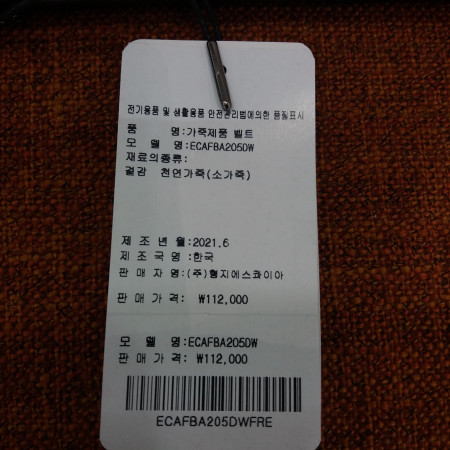 전기용품 및 생활용품 안전관리법에의한 품질표시
품 명:가죽제품 벨트
모 델 명:ECAFBA205DW
재료의종류:
겉감 천연가죽(소가죽)
제 조 년 월:2021.6
제 조 국 명:한국
판 매 자 명:(주)형지에스콰이아
판 매 가 격: ₩112,000
모 델 명:ECAFBA205DW
판 매 가 격: ₩112,000
ECAFBA205DWFRE